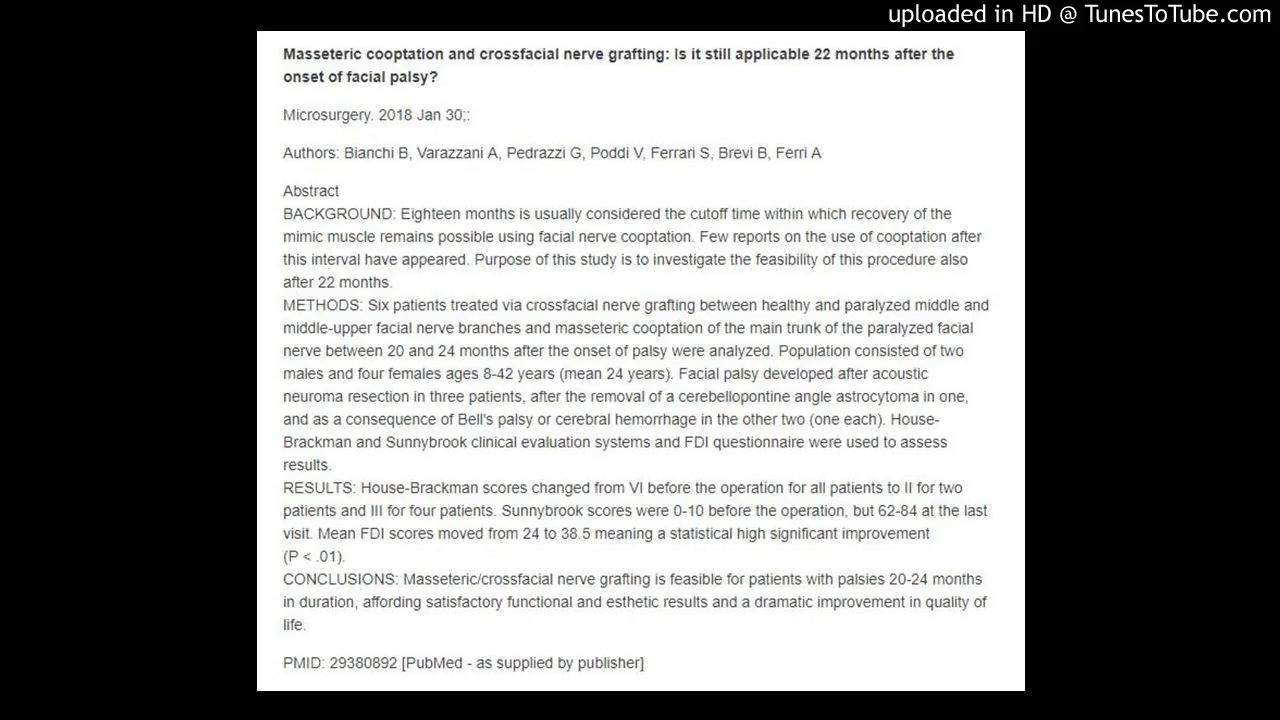 uploaded in HD @ TunesToTube.com
Masseteric cooptation and crossfacial nerve grafting: Is it still applicable 22 months after the
onset of facial palsy?
Microsurgery. 2018 Jan 30;:
Authors: Bianchi B, Varazzani A, Pedrazzi G, Poddi V, Ferrari S, Brevi B, Ferri A
Abstract
BACKGROUND: Eighteen months is usually considered the cutoff time within which recovery of the
mimic muscle remains possible using facial nerve cooptation. Few reports on the use of cooptation after
this interval have appeared. Purpose of this study is to investigate the feasibility of this procedure also
after 22 months.
METHODS: Six patients treated via crossfacial nerve grafting between healthy and paralyzed middle and
middle-upper facial nerve branches and masseteric cooptation of the main trunk of the paralyzed facial
nerve between 20 and 24 months after the onset of palsy were analyzed. Population consisted of two
males and four females ages 8-42 years (mean 24 years). Facial palsy developed after acoustic
neuroma resection in three patients, after the removal of a cerebellopontine angle astrocytoma in one,
and as a consequence of Bell's palsy or cerebral hemorrhage in the other two (one each). House-
Brackman and Sunnybrook clinical evaluation systems and FDI questionnaire were used to assess
results.
RESULTS: House-Brackman scores changed from VI before the operation for all patients to II for two
patients and III for four patients. Sunnybrook scores were 0-10 before the operation, but 62-84 at the last
visit. Mean FDI scores moved from 24 to 38.5 meaning a statistical high significant improvement
(P < .01).
CONCLUSIONS: Masseteric/crossfacial nerve grafting is feasible for patients with palsies 20-24 months
in duration, affording satisfactory functional and esthetic results and a dramatic improvement in quality of
life.
PMID: 29380892 [PubMed - as supplied by publisher]